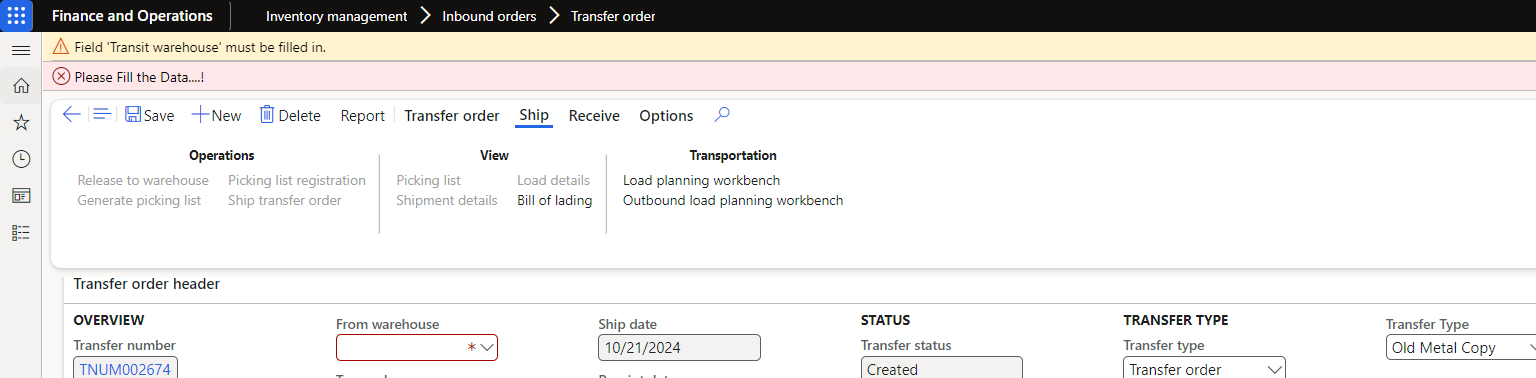 Finance and Operations
Inventory management > Inbound orders > Transfer order
Field 'Transit warehouse' must be filled in.
Please Fill the Data....!
Save New Delete Report Transfer order Ship Receive Options
Operations View Transportation
Release to warehouse Picking list registration Picking list Load details Load planning workbench
Generate picking list Ship transfer order Shipment details Bill of lading Outbound load planning workbench
Transfer order header
OVERVIEW From warehouse Ship date STATUS TRANSFER TYPE Transfer Type
Transfer number * 10/21/2024 Transfer status Transfer type Old Metal Copy
TNUM002674 Created Transfer order